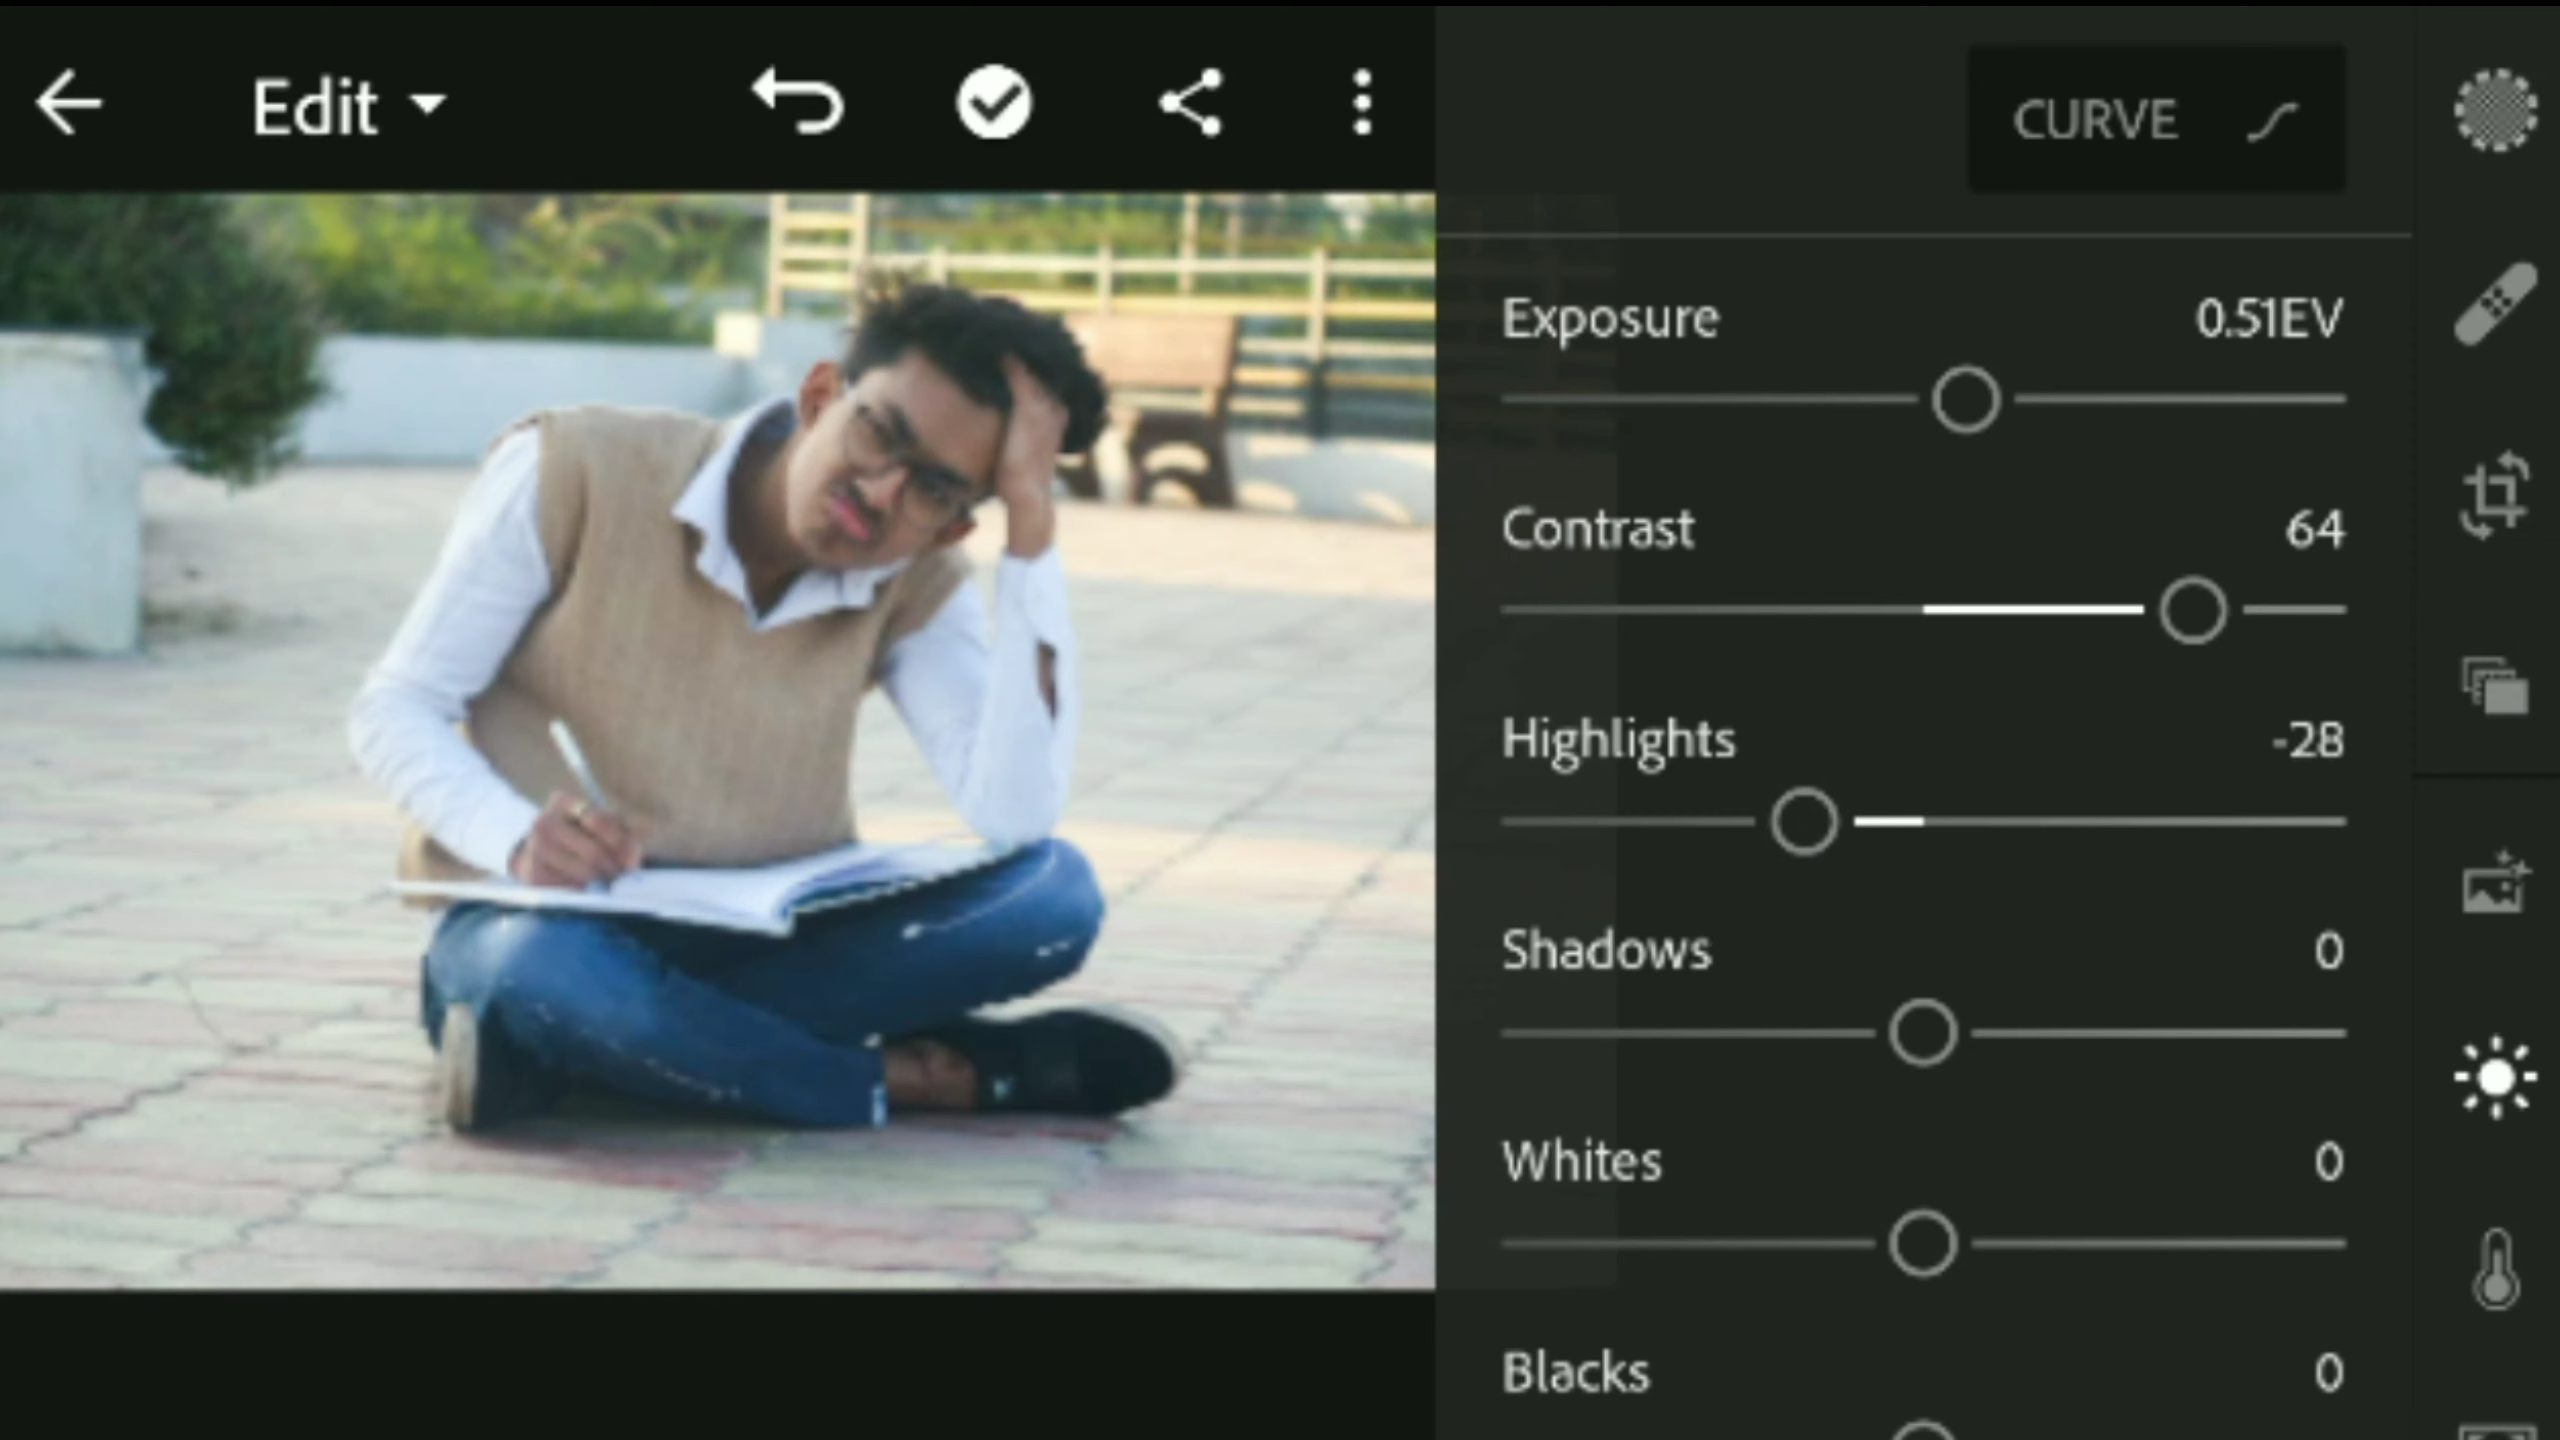 Edit
CURVE
Exposure 0.51EV
Contrast 64
Highlights -28
Shadows 0
Whites 0
Blacks 0